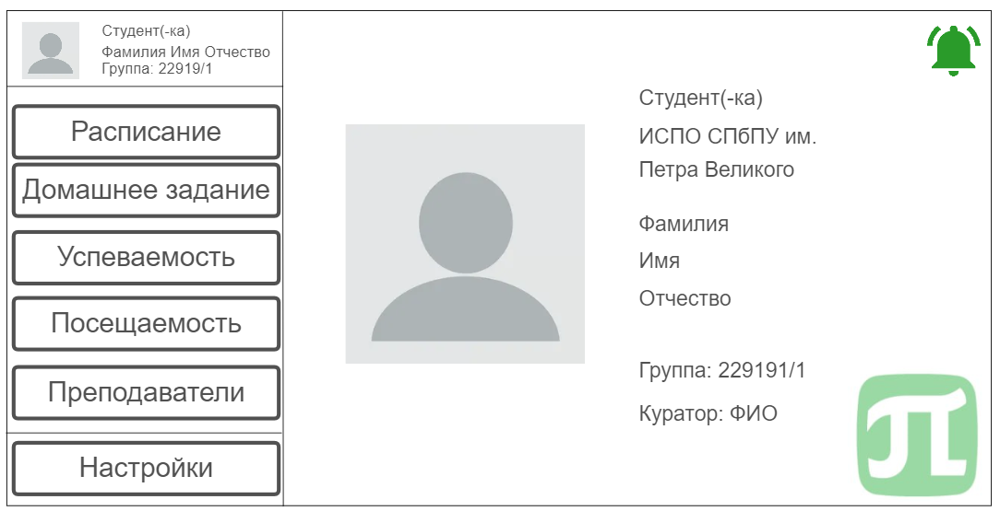 Студент(-ка)
Фамилия Имя Отчество
Группа: 22919/1
Расписание
Домашнее задание
Успеваемость
Посещаемость
Преподаватели
Настройки
Студент(-ка)
ИСПО СПбПУ им.
Петра Великого
Фамилия
Имя
Отчество
Группа: 229191/1
Куратор: ФИО